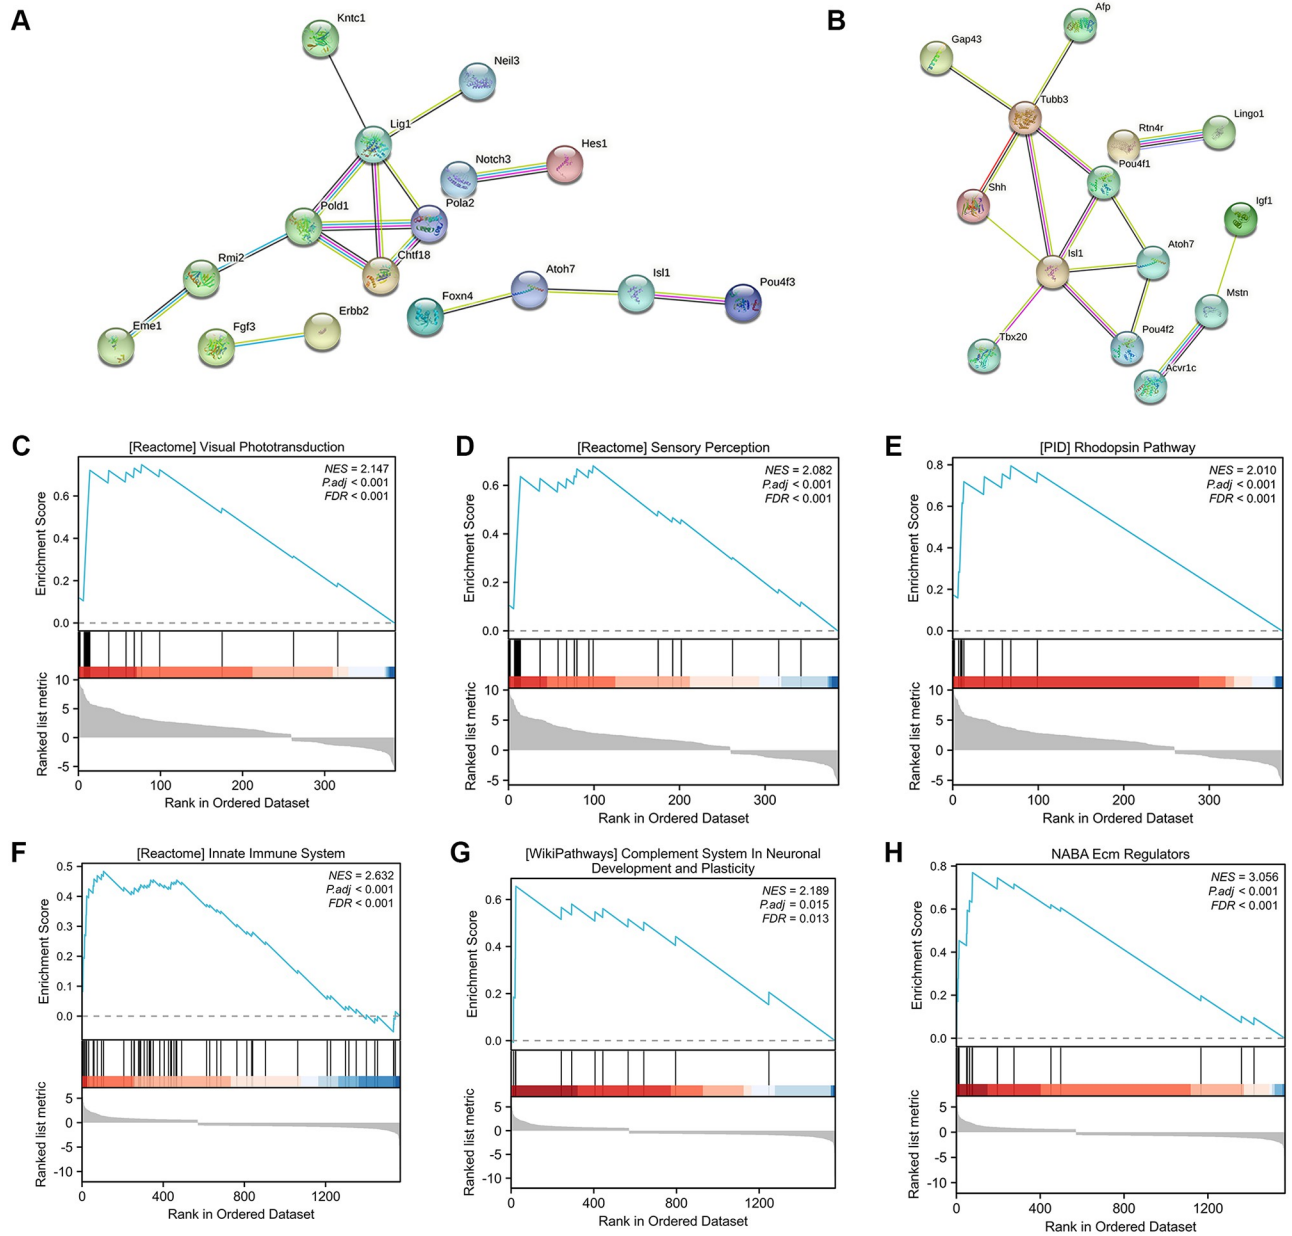 A
Kntc1
Neil3
Lig1
Notch3
Hes1
Pold1
Pola2
Rmi2
Chtf18
Atoh7
Isl1
Pou4f3
Foxn4
Eme1
Fgf3
Erbb2
B
Afp
Gap43
Tubb3
Rtn4r
Lingo1
Pou4f1
Shh
Igf1
Isl1
Atoh7
Mstn
Tbx20
Pou4f2
Acvr1c
C
[Reactome] Visual Phototransduction
NES = 2.147
P.adj < 0.001
FDR < 0.001
Enrichment Score
0.6
0.4
0.2
0.0
Ranked list metric
10
5
0
-5
0
100
200
300
Rank in Ordered Dataset
D
[Reactome] Sensory Perception
NES = 2.082
P.adj < 0.001
FDR < 0.001
Enrichment Score
0.6
0.4
0.2
0.0
Ranked list metric
10
5
0
-5
0
100
200
300
Rank in Ordered Dataset
E
[PID] Rhodopsin Pathway
NES = 2.010
P.adj < 0.001
FDR < 0.001
Enrichment Score
0.8
0.6
0.4
0.2
0.0
Ranked list metric
10
5
0
-5
0
100
200
300
Rank in Ordered Dataset
F
[Reactome] Innate Immune System
NES = 2.632
P.adj < 0.001
FDR < 0.001
Enrichment Score
0.5
0.4
0.3
0.2
0.1
0.0
Ranked list metric
5
0
-5
-10
0
400
800
1200
Rank in Ordered Dataset
G
[WikiPathways] Complement System In Neuronal
Development and Plasticity
NES = 2.189
P.adj = 0.015
FDR = 0.013
Enrichment Score
0.6
0.4
0.2
0.0
Ranked list metric
5
0
-5
-10
0
400
800
1200
Rank in Ordered Dataset
H
NABA Ecm Regulators
NES = 3.056
P.adj < 0.001
FDR < 0.001
Enrichment Score
0.8
0.6
0.4
0.2
0.0
Ranked list metric
5
0
-5
-10
0
400
800
1200
Rank in Ordered Dataset